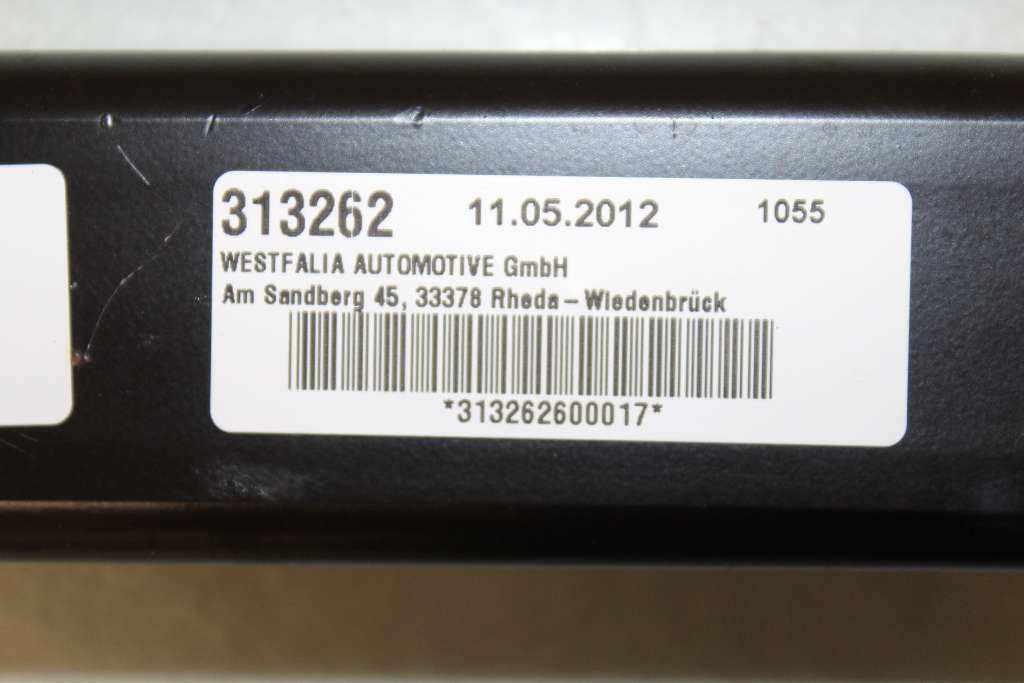 313262 11.05.2012 1055
WESTFALIA AUTOMOTIVE GmbH
Am Sandberg 45, 33378 Rheda-Wiedenbrück
*313262600017*